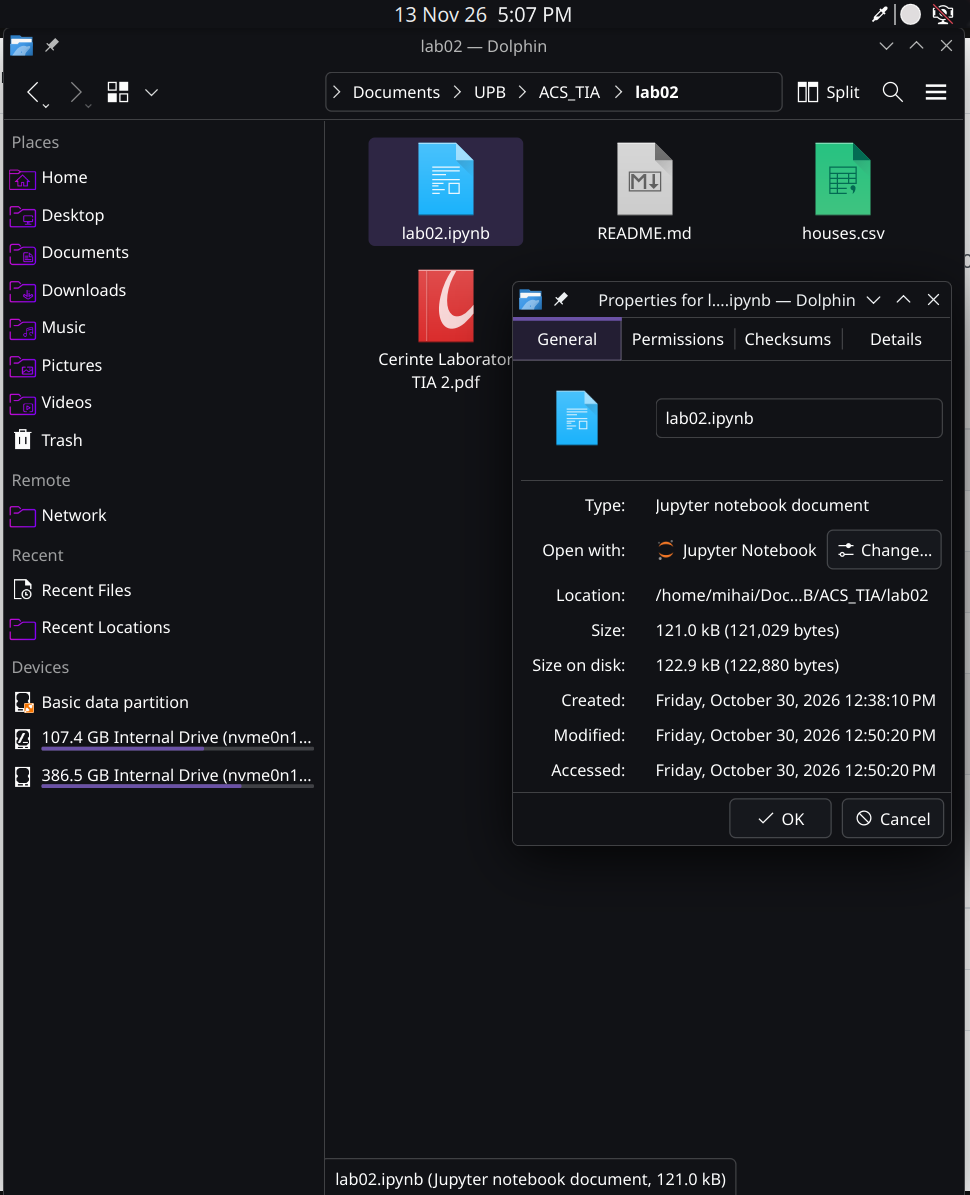 13 Nov 26 5:07 PM
lab02 — Dolphin
Documents > UPB > ACS_TIA > lab02
Split
Places
Home
Desktop
Documents
Downloads
Music
Pictures
Videos
Trash
Remote
Network
Recent
Recent Files
Recent Locations
Devices
Basic data partition
107.4 GB Internal Drive (nvme0n1...
386.5 GB Internal Drive (nvme0n1...
lab02.ipynb
M
README.md
houses.csv
Cerinte Laborator
TIA 2.pdf
Properties for l....ipynb — Dolphin
General
Permissions
Checksums
Details
lab02.ipynb
Type: Jupyter notebook document
Open with: Jupyter Notebook Change...
Location: /home/mihai/Doc...B/ACS_TIA/lab02
Size: 121.0 kB (121,029 bytes)
Size on disk: 122.9 kB (122,880 bytes)
Created: Friday, October 30, 2026 12:38:10 PM
Modified: Friday, October 30, 2026 12:50:20 PM
Accessed: Friday, October 30, 2026 12:50:20 PM
OK Cancel
lab02.ipynb (Jupyter notebook document, 121.0 kB)